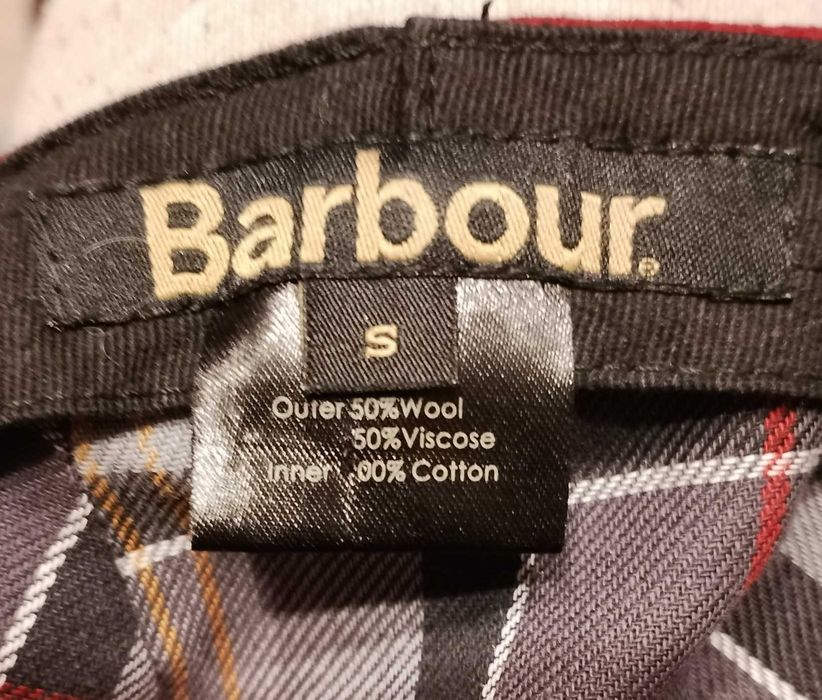 Barbour®
S
Outer 50%Wool
50%Viscose
Inner 00% Cotton